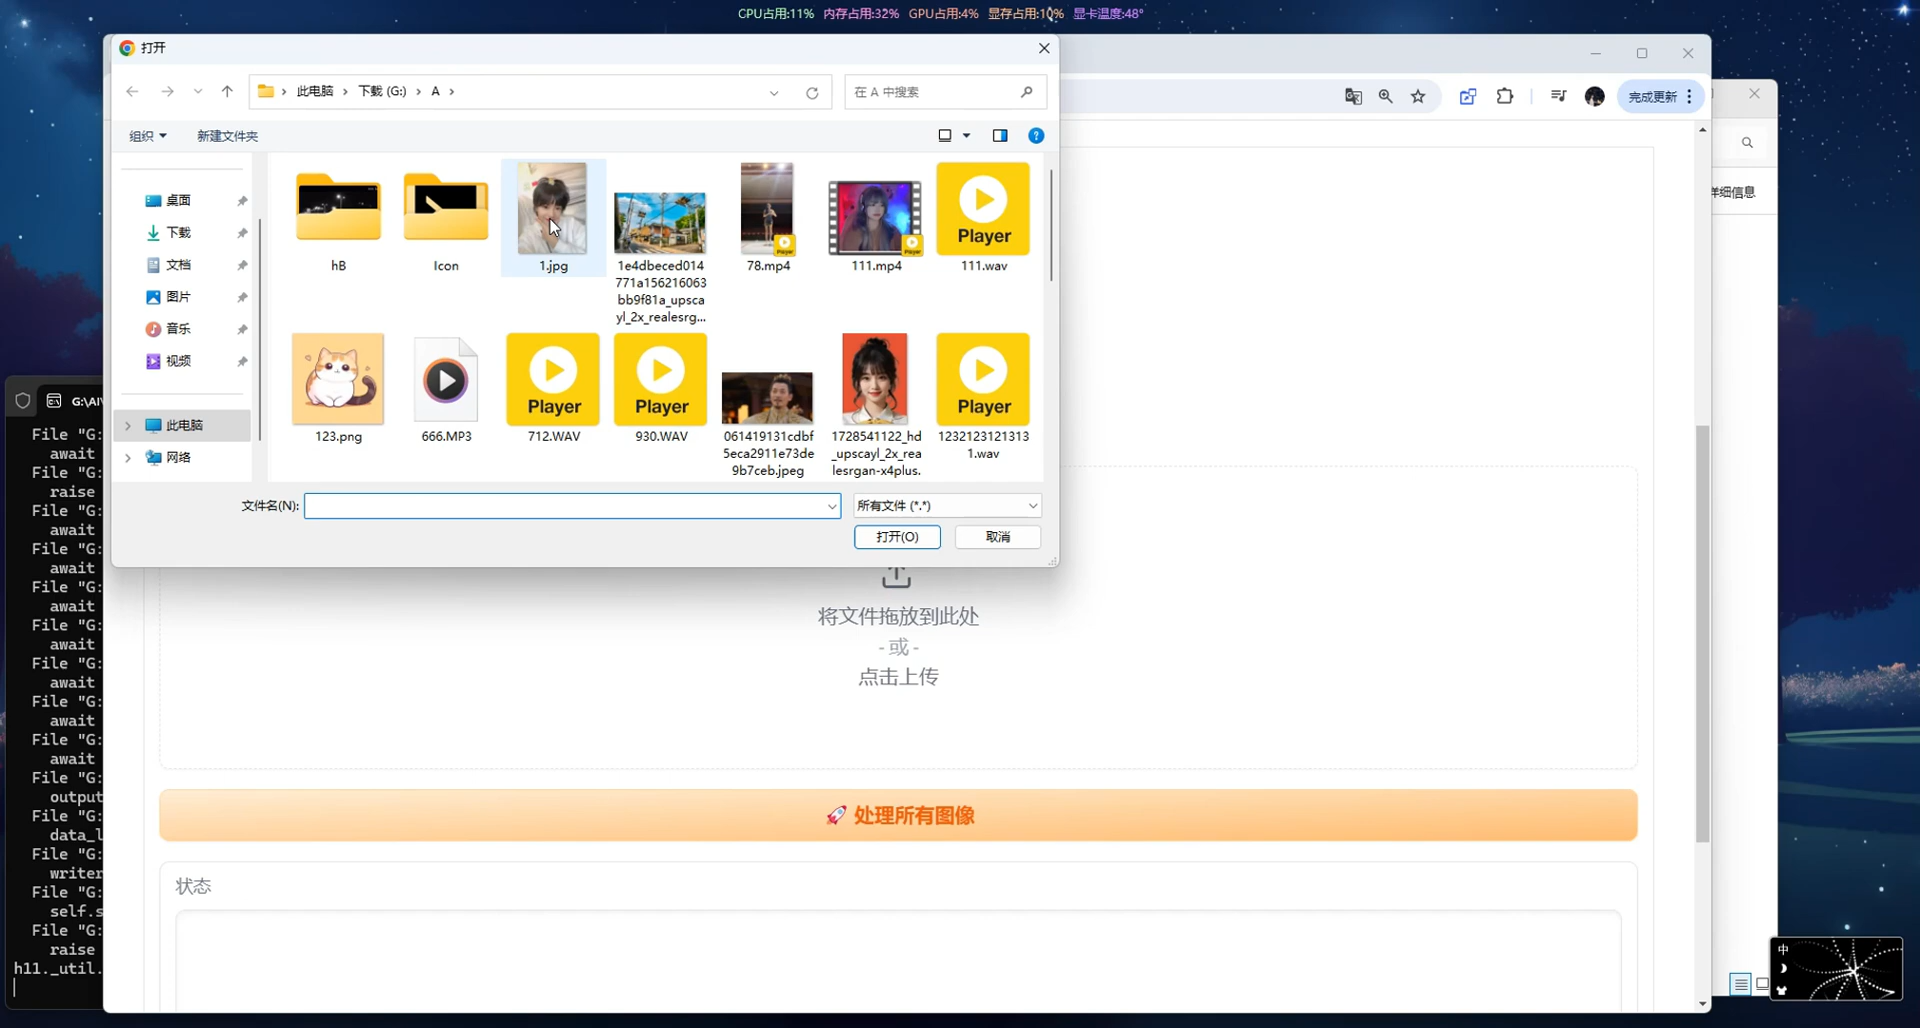 CPU占用:11% 内存占用:32% GPU占用:4% 显存占用:10% 显卡温度:48°
打开
此电脑 › 下载 (G:) › A ›
在 A 中搜索
完成更新
组织
新建文件夹
详细信息
桌面
下载
文档
图片
音乐
视频
此电脑
网络
hB
Icon
1.jpg
1e4dbeced014
771a156216063
bb9f81a_upsca
yl_2x_realesrg...
Player
78.mp4
Player
111.mp4
Player
111.wav
123.png
666.MP3
Player
712.WAV
Player
930.WAV
061419131cdbf
5eca2911e73de
9b7ceb.jpeg
1728541122_hd
_upscayl_2x_rea
lesrgan-x4plus.
Player
1232123121313
1.wav
文件名(N):
所有文件 (*.*)
打开(O)
取消
将文件拖放到此处
- 或 -
点击上传
🚀 处理所有图像
状态
G:\AI\
File "G:
await
File "G:
raise
File "G:
await
File "G:
await
File "G:
await
File "G:
await
File "G:
await
File "G:
await
File "G:
await
File "G:
output
File "G:
data_l
File "G:
writer
File "G:
self.s
File "G:
raise
h11._util.
中